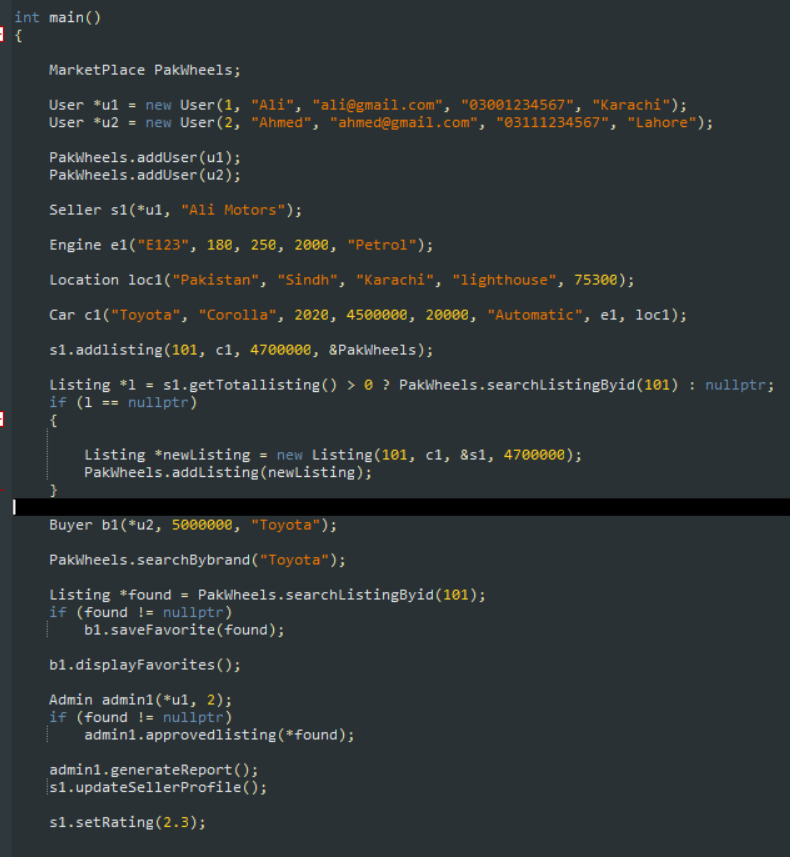 int main()
{
MarketPlace PakWheels;
User *u1 = new User(1, "Ali", "ali@gmail.com", "03001234567", "Karachi");
User *u2 = new User(2, "Ahmed", "ahmed@gmail.com", "03111234567", "Lahore");
PakWheels.addUser(u1);
PakWheels.addUser(u2);
Seller s1(*u1, "Ali Motors");
Engine e1("E123", 180, 250, 2000, "Petrol");
Location loc1("Pakistan", "Sindh", "Karachi", "lighthouse", 75300);
Car c1("Toyota", "Corolla", 2020, 4500000, 20000, "Automatic", e1, loc1);
s1.addlisting(101, c1, 4700000, &PakWheels);
Listing *l = s1.getTotallisting() > 0 ? PakWheels.searchListingByid(101) : nullptr;
if (l == nullptr)
{
Listing *newListing = new Listing(101, c1, &s1, 4700000);
PakWheels.addListing(newListing);
}
Buyer b1(*u2, 5000000, "Toyota");
PakWheels.searchBybrand("Toyota");
Listing *found = PakWheels.searchListingByid(101);
if (found != nullptr)
b1.saveFavorite(found);
b1.displayFavorites();
Admin admin1(*u1, 2);
if (found != nullptr)
admin1.approvedlisting(*found);
admin1.generateReport();
s1.updateSellerProfile();
s1.setRating(2.3);